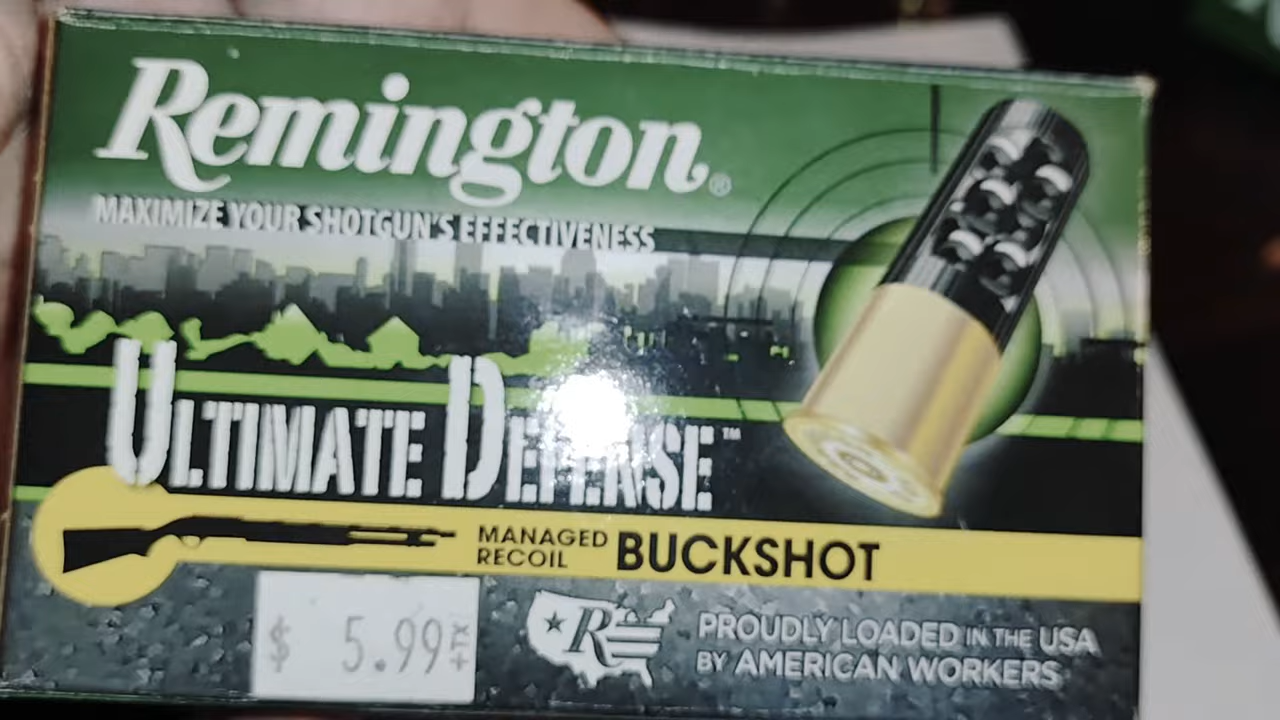 Remington®
MAXIMIZE YOUR SHOTGUN'S EFFECTIVENESS
ULTIMATE DEFENSE™
MANAGED
RECOIL
BUCKSHOT
$ 5.99
R
PROUDLY LOADED IN THE USA
BY AMERICAN WORKERS